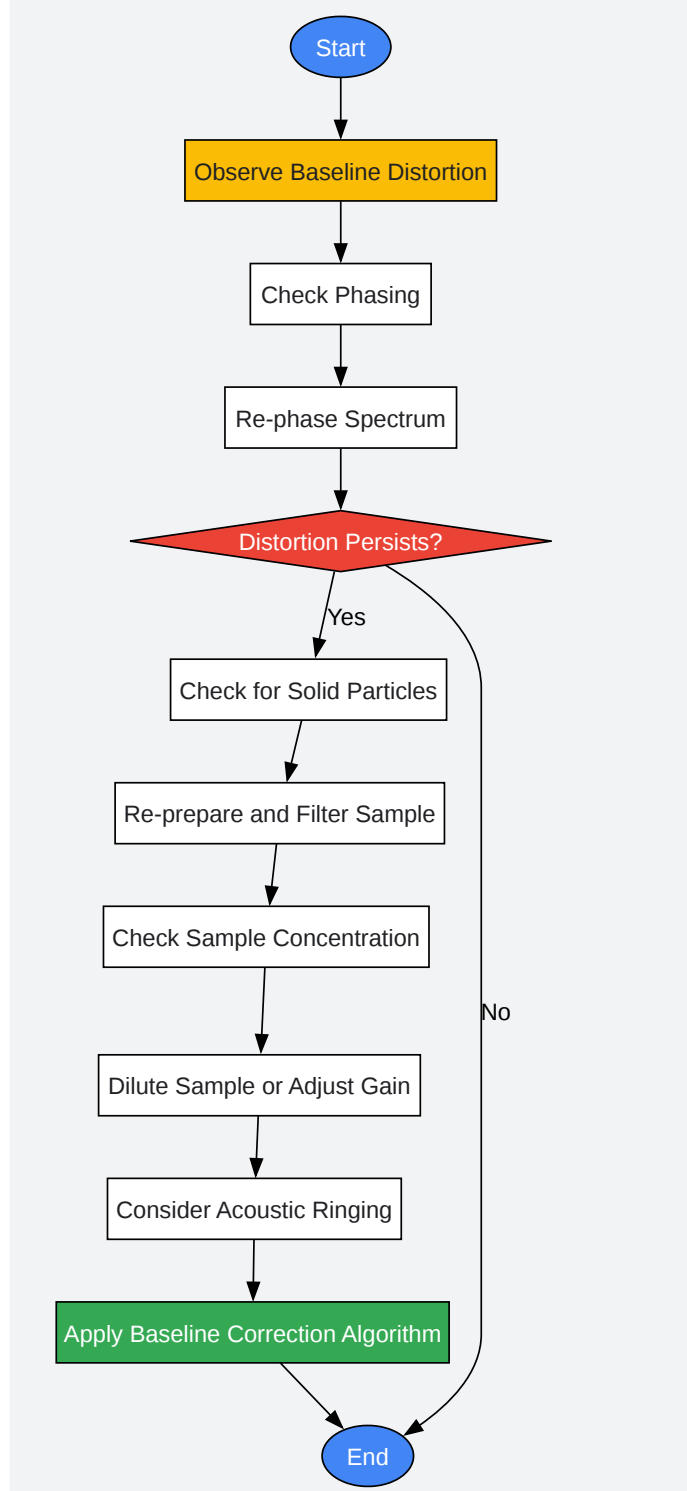 Start
Observe Baseline Distortion
Check Phasing
Re-phase Spectrum
Distortion Persists?
Yes
Check for Solid Particles
Re-prepare and Filter Sample
Check Sample Concentration
No
Dilute Sample or Adjust Gain
Consider Acoustic Ringing
Apply Baseline Correction Algorithm
End